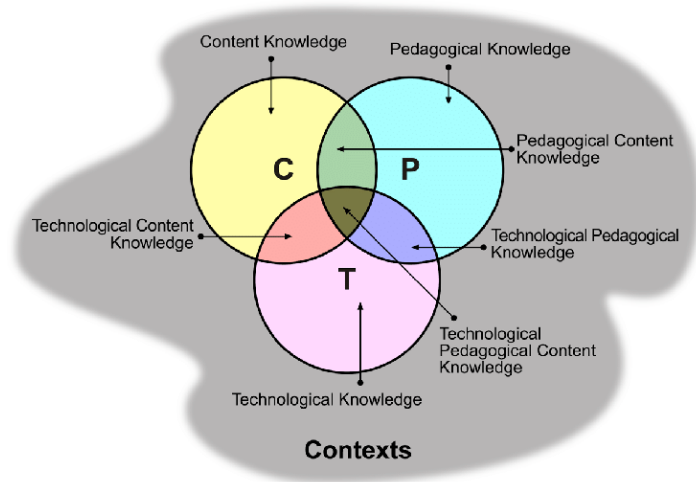 Content Knowledge
Pedagogical Knowledge
Pedagogical Content
Knowledge
C
P
Technological Content
Knowledge
Technological Pedagogical
Knowledge
T
Technological
Pedagogical Content
Knowledge
Technological Knowledge
Contexts